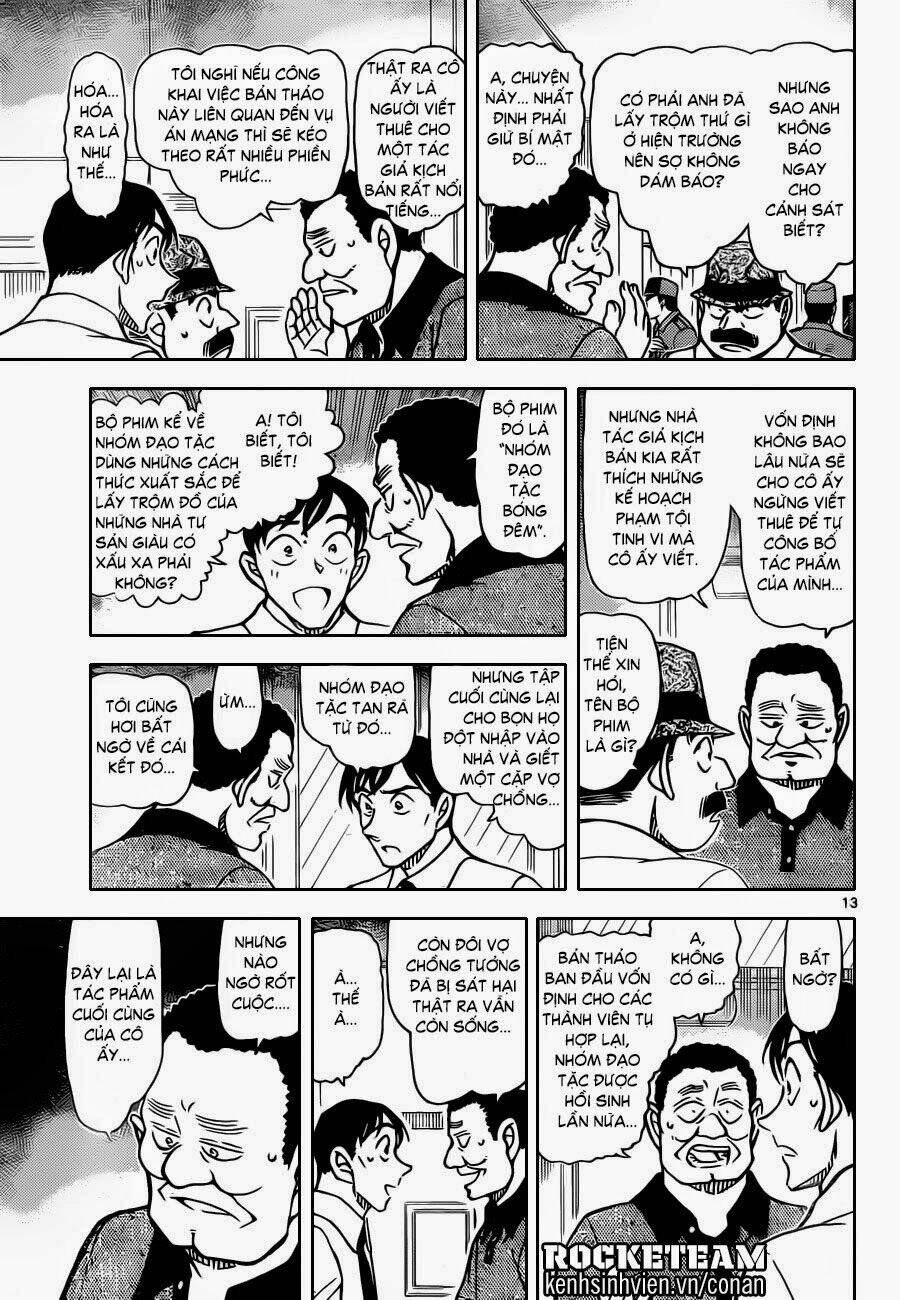 NHƯNG
SAO ANH
KHÔNG
BÁO
NGAY
CHO
CẢNH SÁT
BIẾT?
CÓ PHẢI ANH ĐÃ
LẤY TRỘM THỨ GÌ
Ở HIỆN TRƯỜNG
NÊN SỢ KHÔNG
DÁM BÁO?
A, CHUYỆN
NÀY... NHẤT
ĐỊNH PHẢI
GIỮ BÍ MẬT
ĐÓ...
THẬT RA CÔ
ẤY LÀ
NGƯỜI VIẾT
THUÊ CHO
MỘT TÁC
GIẢ KỊCH
BẢN RẤT NỔI
TIẾNG...
TÔI NGHĨ NẾU CÔNG
KHAI VIỆC BẢN THẢO
NÀY LIÊN QUAN ĐẾN VỤ
ÁN MẠNG THÌ SẼ KÉO
THEO RẤT NHIỀU PHIỀN
PHỨC...
HÓA...
HÓA
RA LÀ
NHƯ
THẾ...
VỐN ĐỊNH
KHÔNG BAO
LÂU NỮA SẼ
CHO CÔ ẤY
NGỪNG VIẾT
THUÊ ĐỂ TỰ
CÔNG BỐ
TÁC PHẨM
CỦA MÌNH...
NHƯNG NHÀ
TÁC GIẢ KỊCH
BẢN KIA RẤT
THÍCH NHỮNG
KẾ HOẠCH
PHẠM TỘI
TINH VI MÀ
CÔ ẤY VIẾT.
TIỆN
THỂ XIN
HỎI,
TÊN BỘ
PHIM
LÀ GÌ?
BỘ PHIM
ĐÓ LÀ
"NHÓM
ĐẠO
TẶC
BÓNG
ĐÊM".
A! TÔI
BIẾT, TÔI
BIẾT!
BỘ PHIM KỂ VỀ
NHÓM ĐẠO TẶC
DÙNG NHỮNG CÁCH
THỨC XUẤT SẮC ĐỂ
LẤY TRỘM ĐỒ CỦA
NHỮNG NHÀ TƯ
SẢN GIÀU CÓ
XẤU XA PHẢI
KHÔNG?
NHƯNG TẬP
CUỐI CÙNG LẠI
CHO BỌN HỌ
ĐỘT NHẬP VÀO
NHÀ VÀ GIẾT
MỘT CẶP VỢ
CHỒNG...
NHÓM ĐẠO
TẶC TAN RÃ
TỪ ĐÓ...
ỪM...
TÔI CŨNG
HƠI BẤT
NGỜ VỀ CÁI
KẾT ĐÓ...
13
BẤT
NGỜ?
A,
KHÔNG
CÓ GÌ...
BẢN THẢO
BAN ĐẦU VỐN
ĐỊNH CHO CÁC
THÀNH VIÊN TỤ
HỢP LẠI,
NHÓM ĐẠO
TẶC ĐƯỢC
HỒI SINH
LẦN NỮA...
CÒN ĐÔI VỢ
CHỒNG TƯỚNG
ĐÃ BỊ SÁT HẠI
THẬT RA VẪN
CÒN SỐNG...
À...
THẾ
À...
NHƯNG
NÀO
NGỜ RỐT
CUỘC....
ĐÂY LẠI LÀ
TÁC PHẨM
CUỐI CÙNG
CỦA CÔ
ẤY...
ROCKETEAM
kenhsinhvien.vn/conan